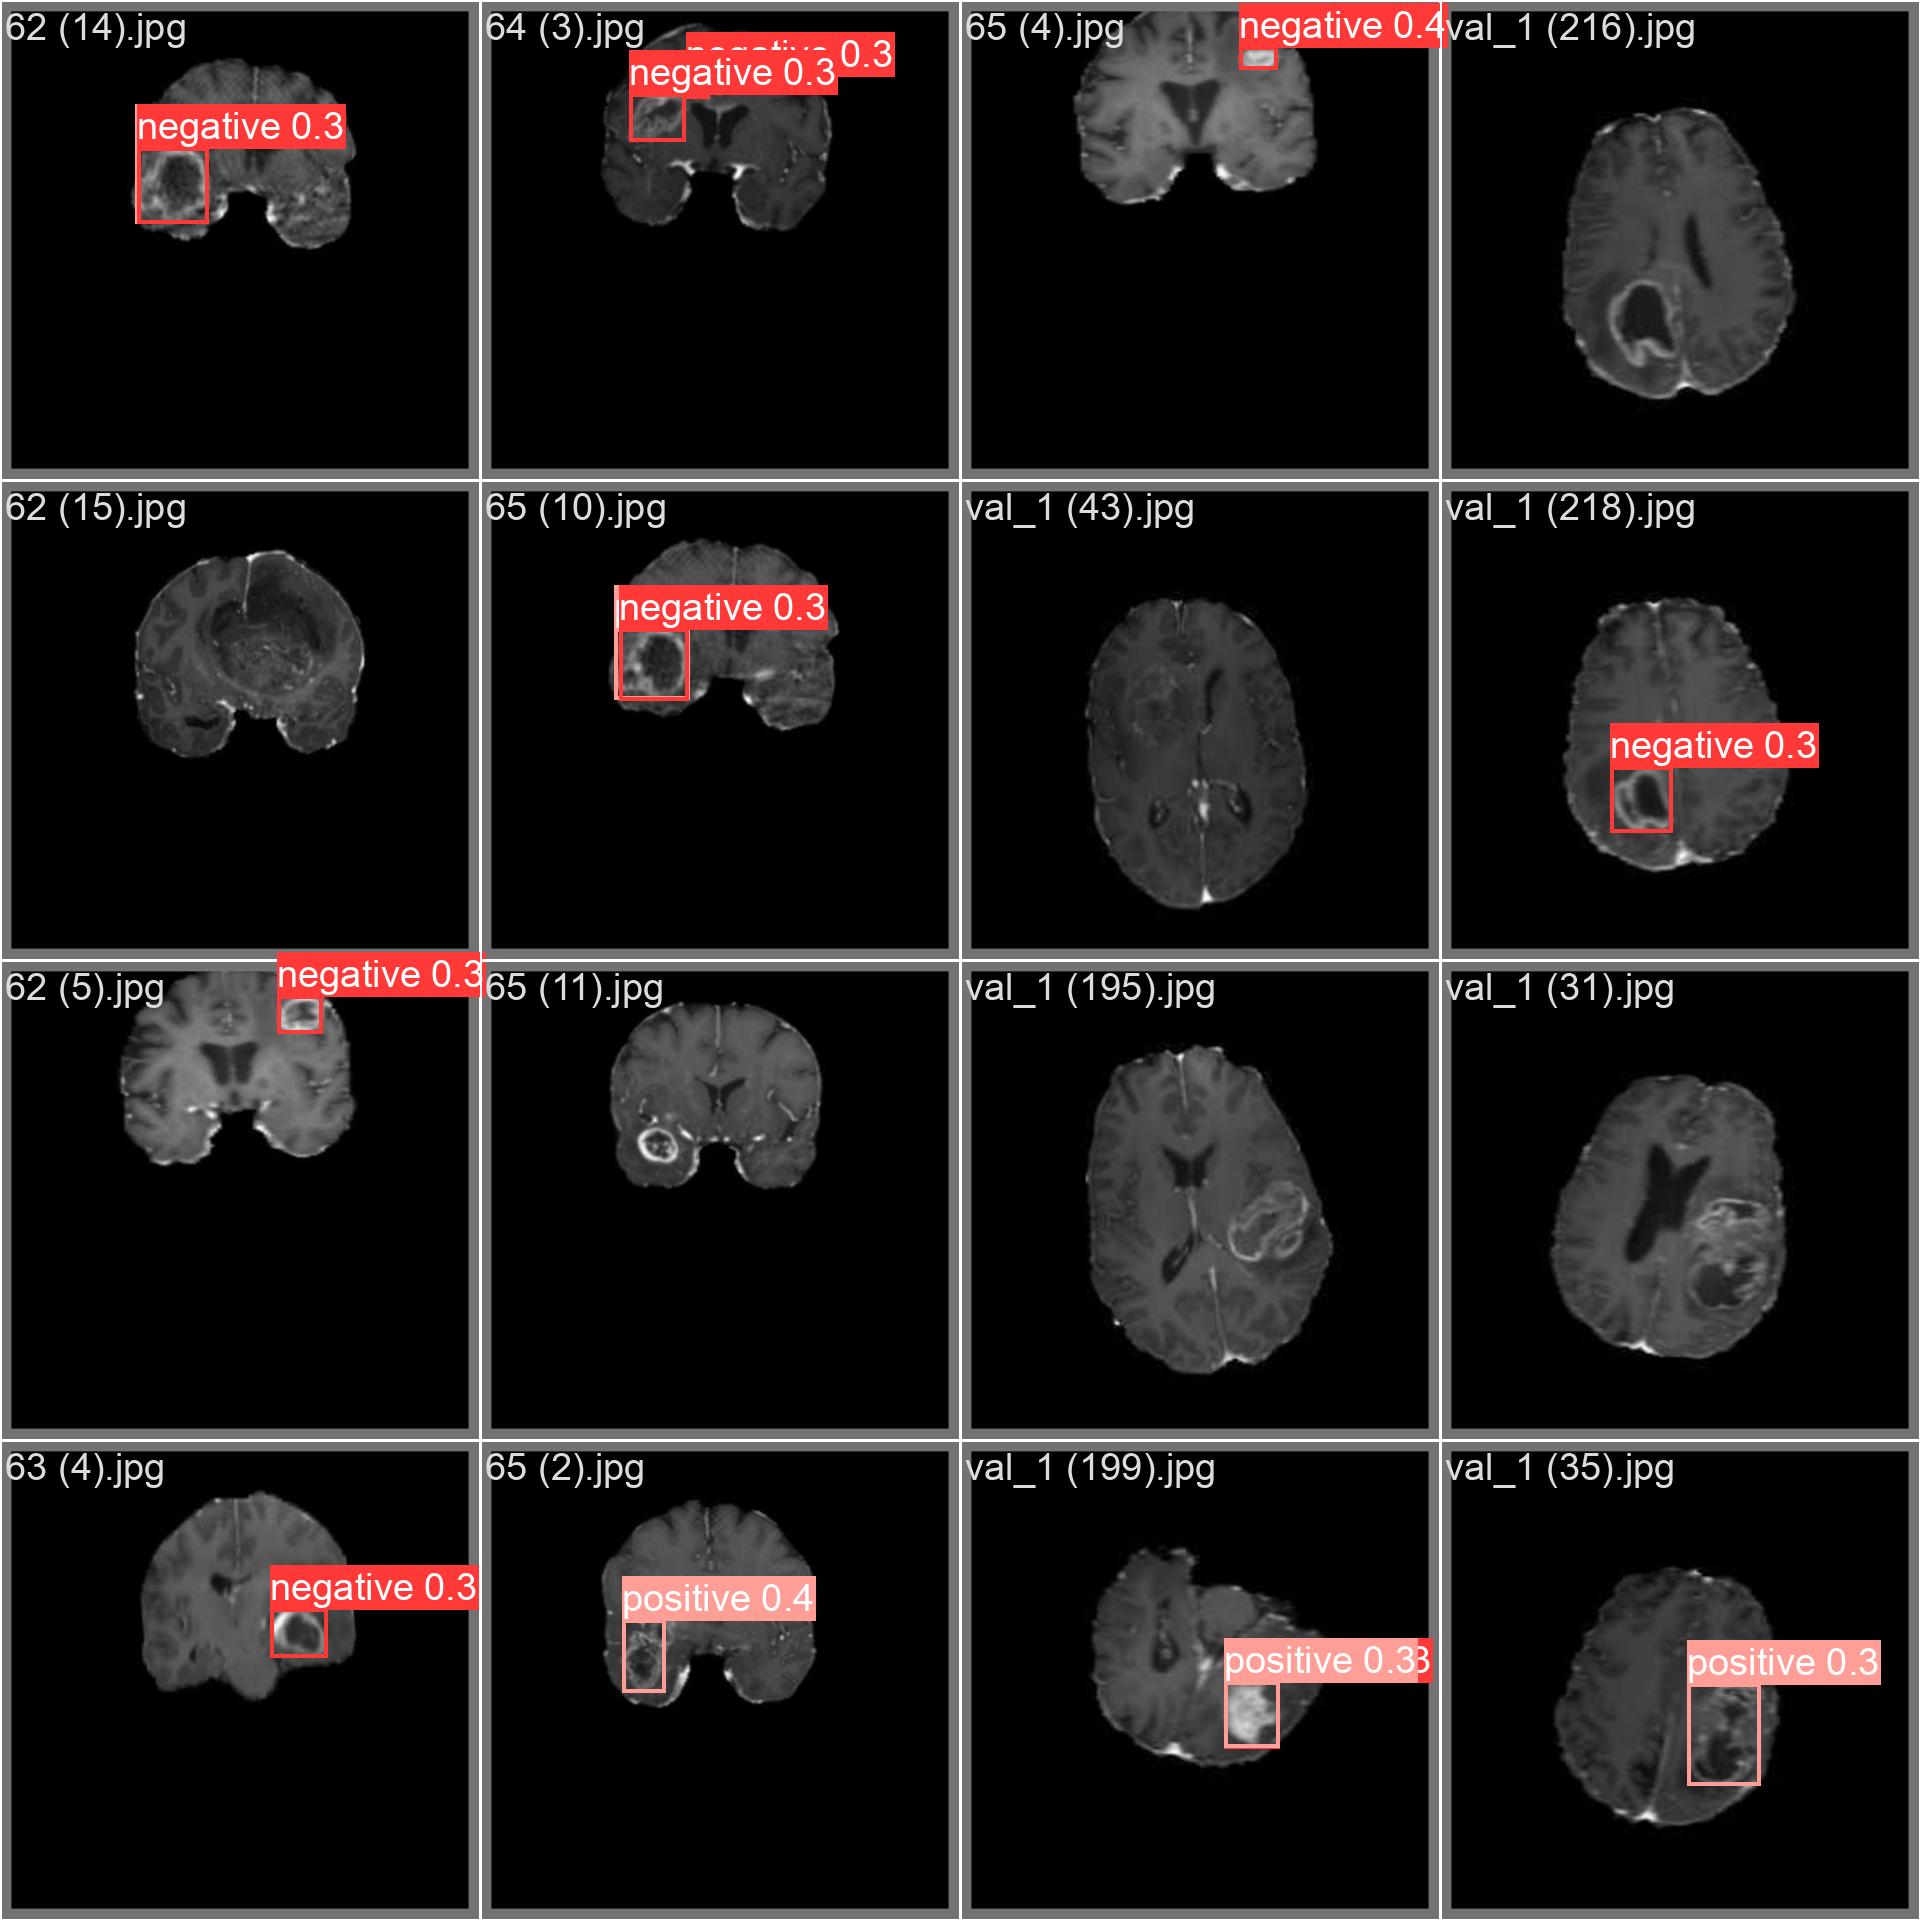 62 (14).jpg
negative 0.3
64 (3).jpg
0.3
negative 0.3
65 (4).jpg
negative 0.4
val_1 (216).jpg
62 (15).jpg
65 (10).jpg
negative 0.3
val_1 (43).jpg
val_1 (218).jpg
negative 0.3
62 (5).jpg
negative 0.3
65 (11).jpg
val_1 (195).jpg
val_1 (31).jpg
63 (4).jpg
negative 0.3
65 (2).jpg
positive 0.4
val_1 (199).jpg
positive 0.3
val_1 (35).jpg
positive 0.3